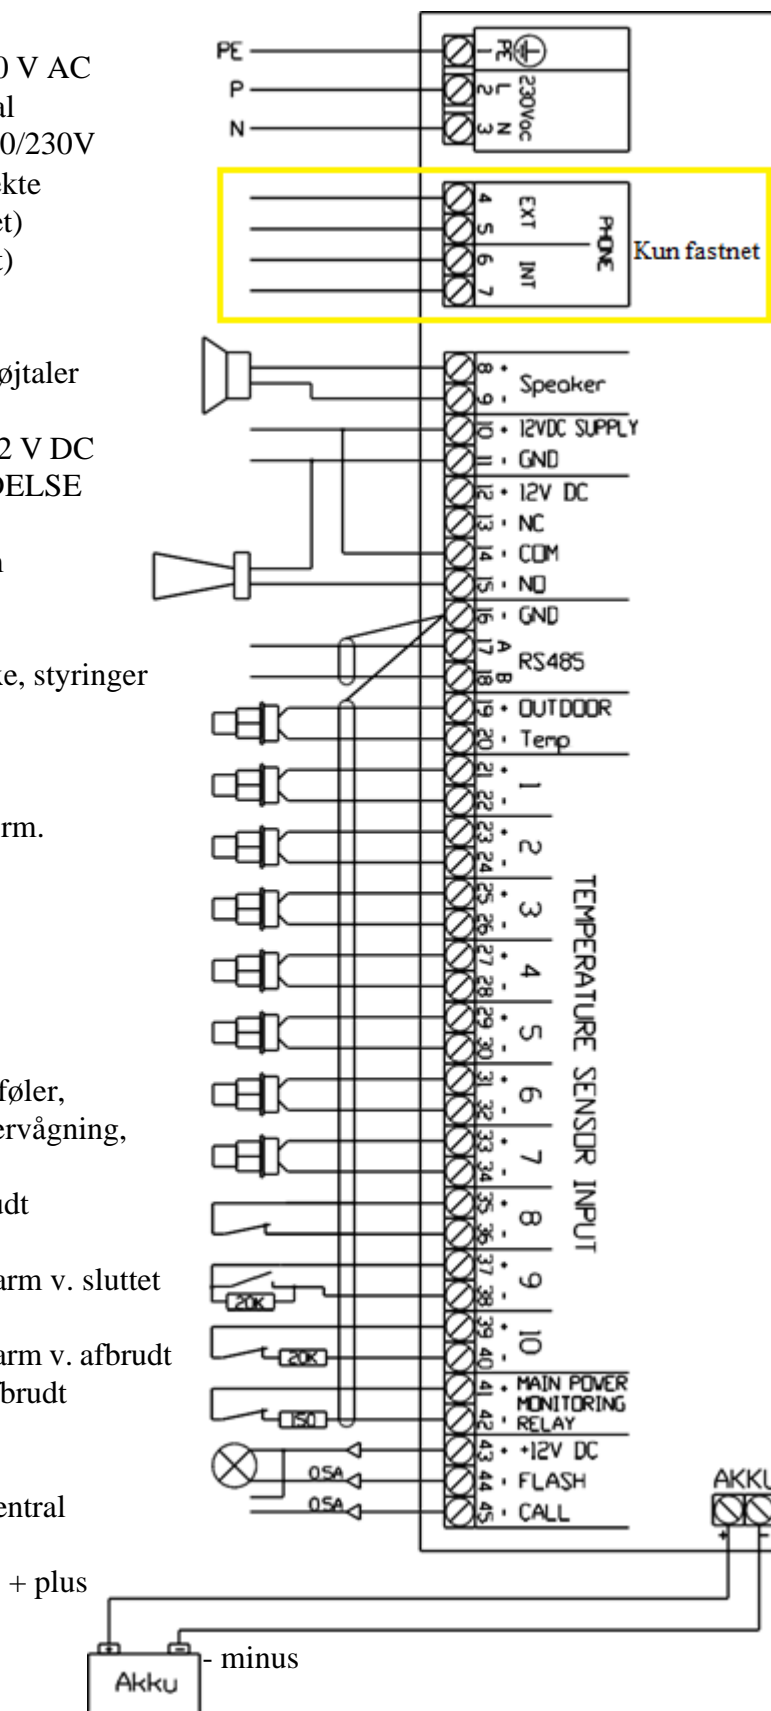 0 V AC
al
0/230V
ekte
et)
t)
øjtaler
2 V DC
DELSE
n
ke, styringer
rm.
føler,
ervågning,
udt
arm v. sluttet
arm v. afbrudt
fbrudt
entral
+ plus
- minus
PE
P
N
1 PE
2 L
3 N
230Vac
4
5
EXT
6
7
INT
PHONE
Kun fastnet
8 +
9 -
Speaker
10 + 12VDC SUPPLY
11 - GND
12 + 12V DC
13 - NC
14 - COM
15 - NO
16 - GND
17 A
18 B
RS485
19 + OUTDOOR
20 - Temp
21 +
22 -
1
23 +
24 -
2
25 +
26 -
3
27 +
28 -
4
29 +
30 -
5
31 +
32 -
6
33 +
34 -
7
35 +
36 -
8
37 +
38 -
9
39 +
40 -
10
TEMPERATURE SENSOR INPUT
20K
20K
150
41 + MAIN POWER
MONITORING
42 - RELAY
43 + +12V DC
44 - FLASH
45 - CALL
0.5A
0.5A
AKKU
+ -
+ -
Akku